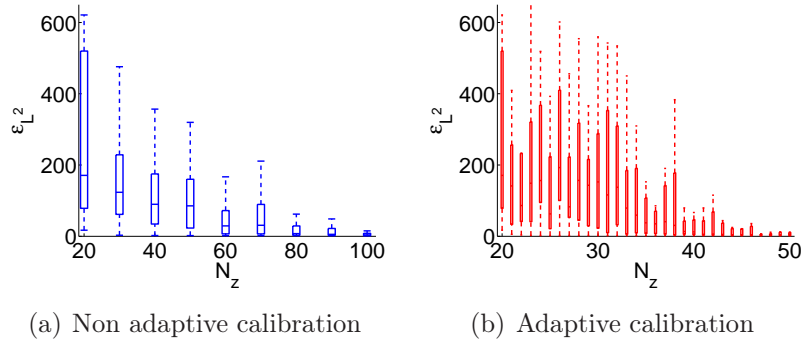 600
400
200
0
ε_L²
20 40 60 80 100
N_z
(a) Non adaptive calibration
600
400
200
0
ε_L²
20 30 40 50
N_z
(b) Adaptive calibration